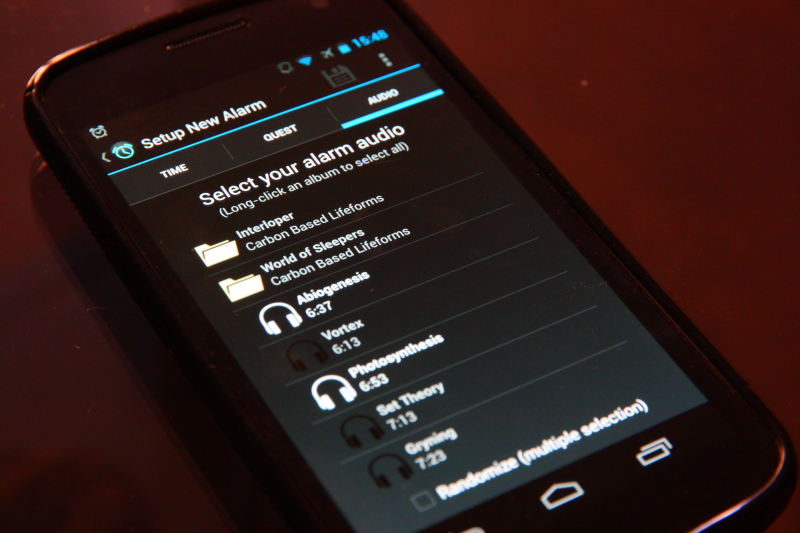 15:48
Setup New Alarm
TIME
QUEST
AUDIO
Select your alarm audio
(Long-click an album to select all)
Interloper
Carbon Based Lifeforms
World of Sleepers
Carbon Based Lifeforms
Abiogenesis
6:37
Vortex
6:13
Photosynthesis
6:53
Set Theory
7:13
Gryning
7:23
Randomize (multiple selection)